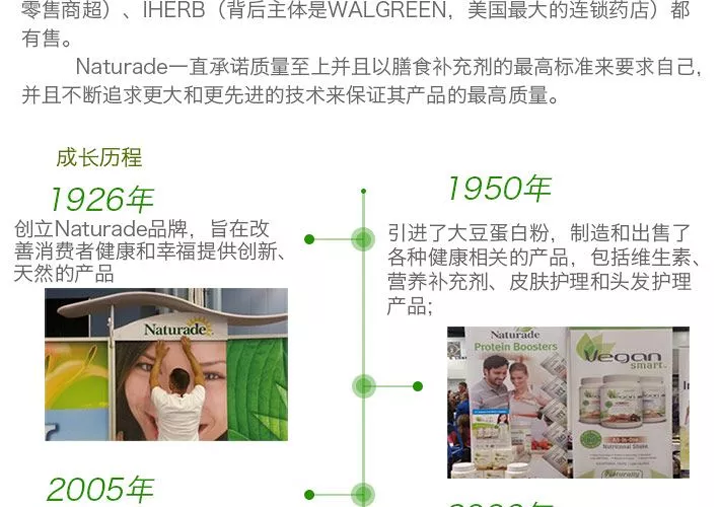 零售商超）、IHERB（背后主体是WALGREEN，美国最大的连锁药店）都
有售。
Naturade一直承诺质量至上并且以膳食补充剂的最高标准来要求自己，
并且不断追求更大和更先进的技术来保证其产品的最高质量。
成长历程
1926年
创立Naturade品牌，旨在改
善消费者健康和幸福提供创新、
天然的产品
Naturade
1950年
引进了大豆蛋白粉，制造和出售了
各种健康相关的产品，包括维生素、
营养补充剂、皮肤护理和头发护理
产品；
Naturade
Protein Boosters
Vegan
smart
All-In-One
Nutritional Shake
2005年